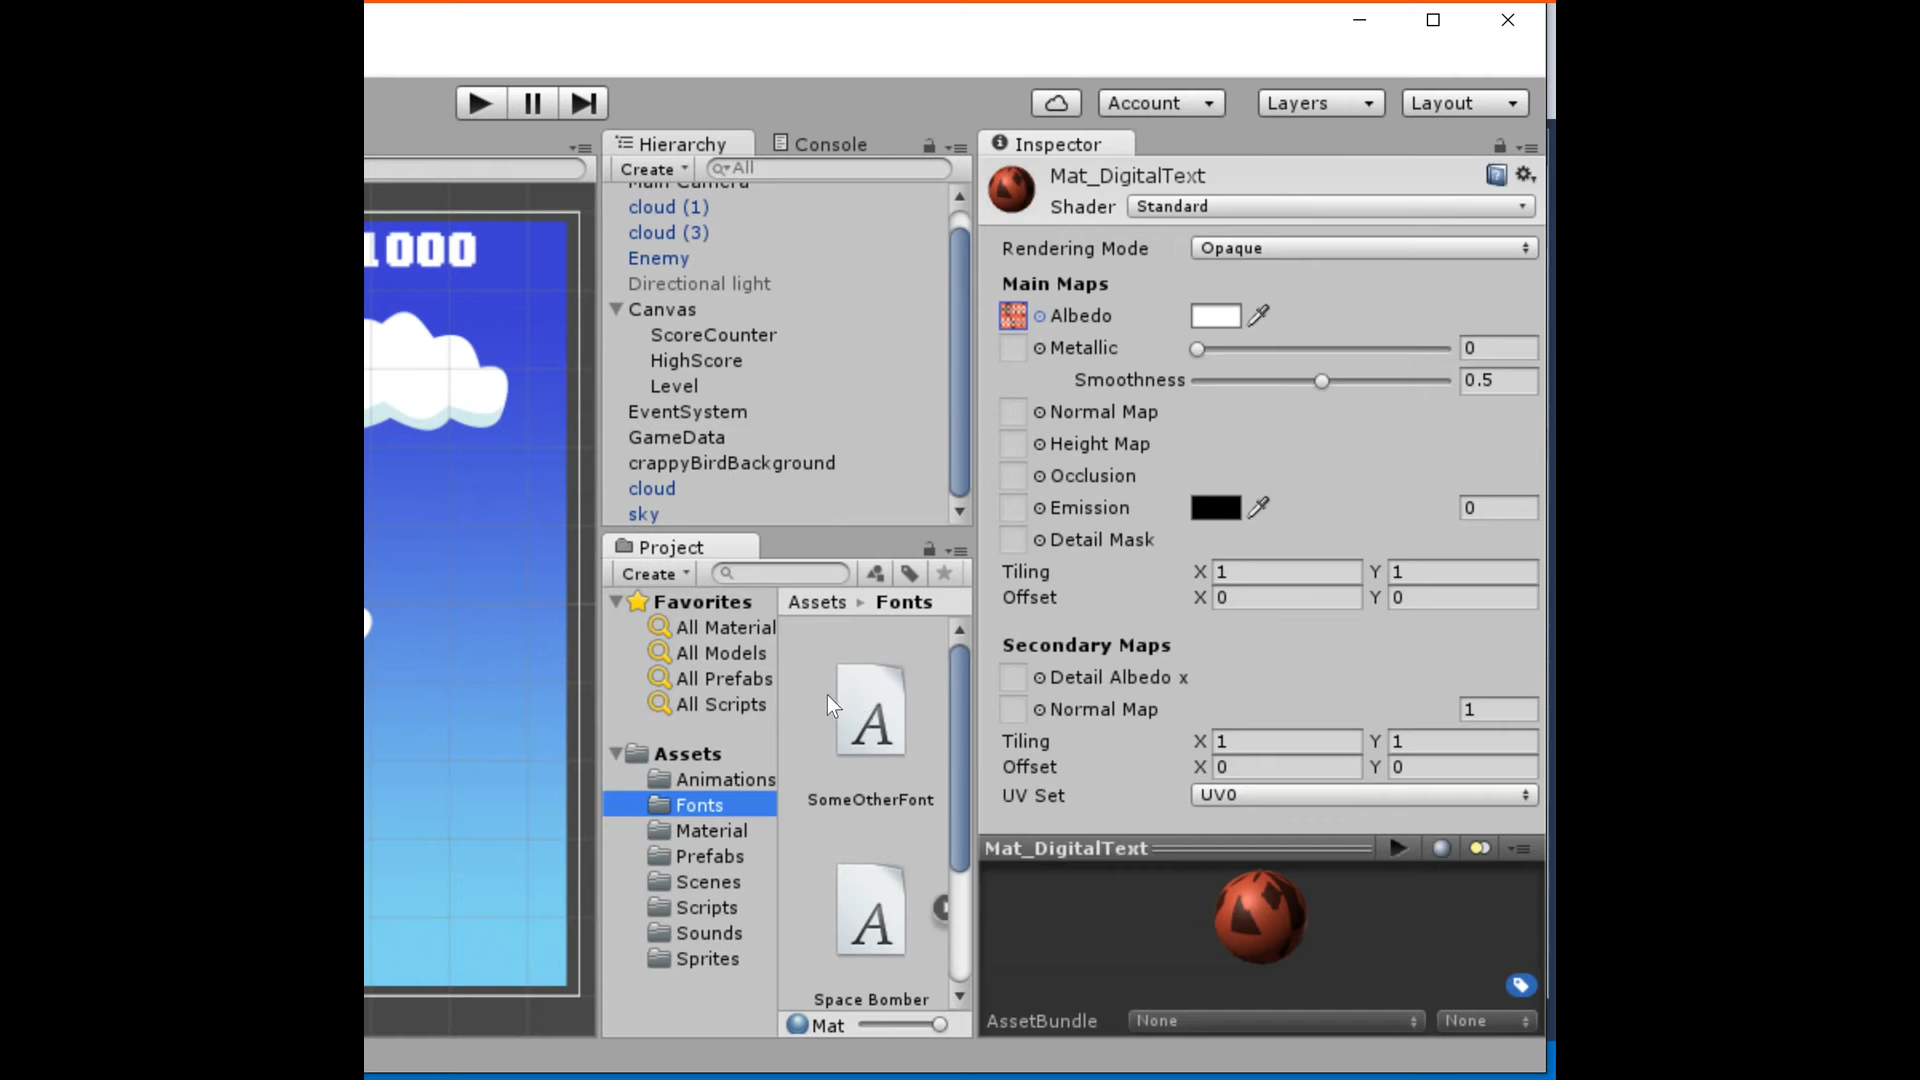 Account
Layers
Layout
Hierarchy
Console
Create
All
Main Camera
cloud (1)
cloud (3)
Enemy
Directional light
Canvas
ScoreCounter
HighScore
Level
EventSystem
GameData
crappyBirdBackground
cloud
sky
1000
Project
Create
Favorites
All Material
All Models
All Prefabs
All Scripts
Assets
Animations
Fonts
Material
Prefabs
Scenes
Scripts
Sounds
Sprites
Assets Fonts
A
SomeOtherFont
A
Space Bomber
Mat
Inspector
Mat_DigitalText
Shader Standard
Rendering Mode Opaque
Main Maps
Albedo
Metallic 0
Smoothness 0.5
Normal Map
Height Map
Occlusion
Emission 0
Detail Mask
Tiling X 1 Y 1
Offset X 0 Y 0
Secondary Maps
Detail Albedo x
Normal Map 1
Tiling X 1 Y 1
Offset X 0 Y 0
UV Set UV0
Mat_DigitalText
AssetBundle None None